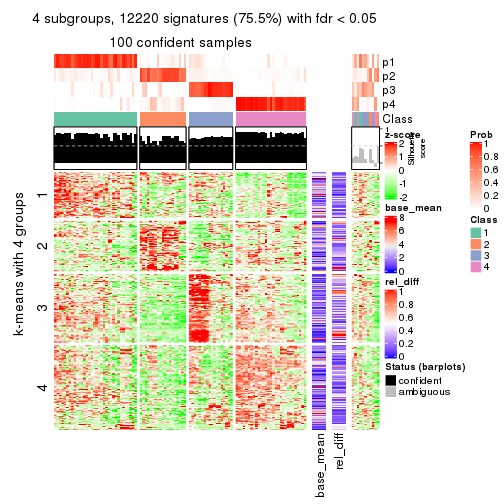 4 subgroups, 12220 signatures (75.5%) with fdr < 0.05
100 confident samples
p1
p2
p3
p4
Class
1
Silhouette
score
k-means with 4 groups
1
2
3
4
base_mean
rel_diff
z-score
2
1
0
-1
-2
base_mean
8
6
4
2
0
rel_diff
1
0.8
0.6
0.4
0.2
0
Status (barplots)
confident
ambiguous
Prob
1
0.8
0.6
0.4
0.2
0
Class
1
2
3
4